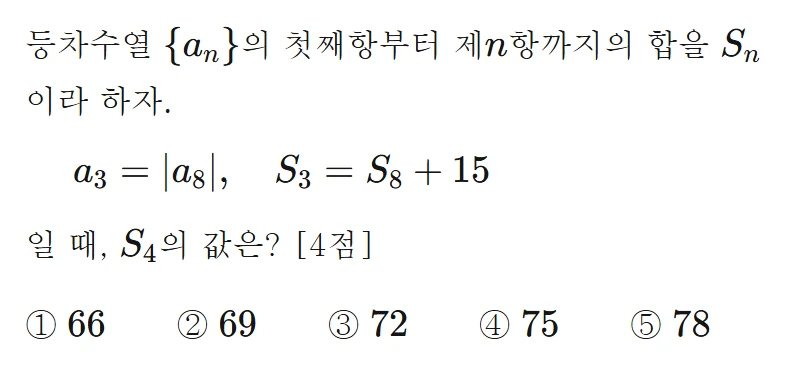 등차수열 {aₙ}의 첫째항부터 제n항까지의 합을 Sₙ
이라 하자.
a₃ = |a₈|, S₃ = S₈ + 15
일 때, S₄의 값은? [4점]
① 66 ② 69 ③ 72 ④ 75 ⑤ 78